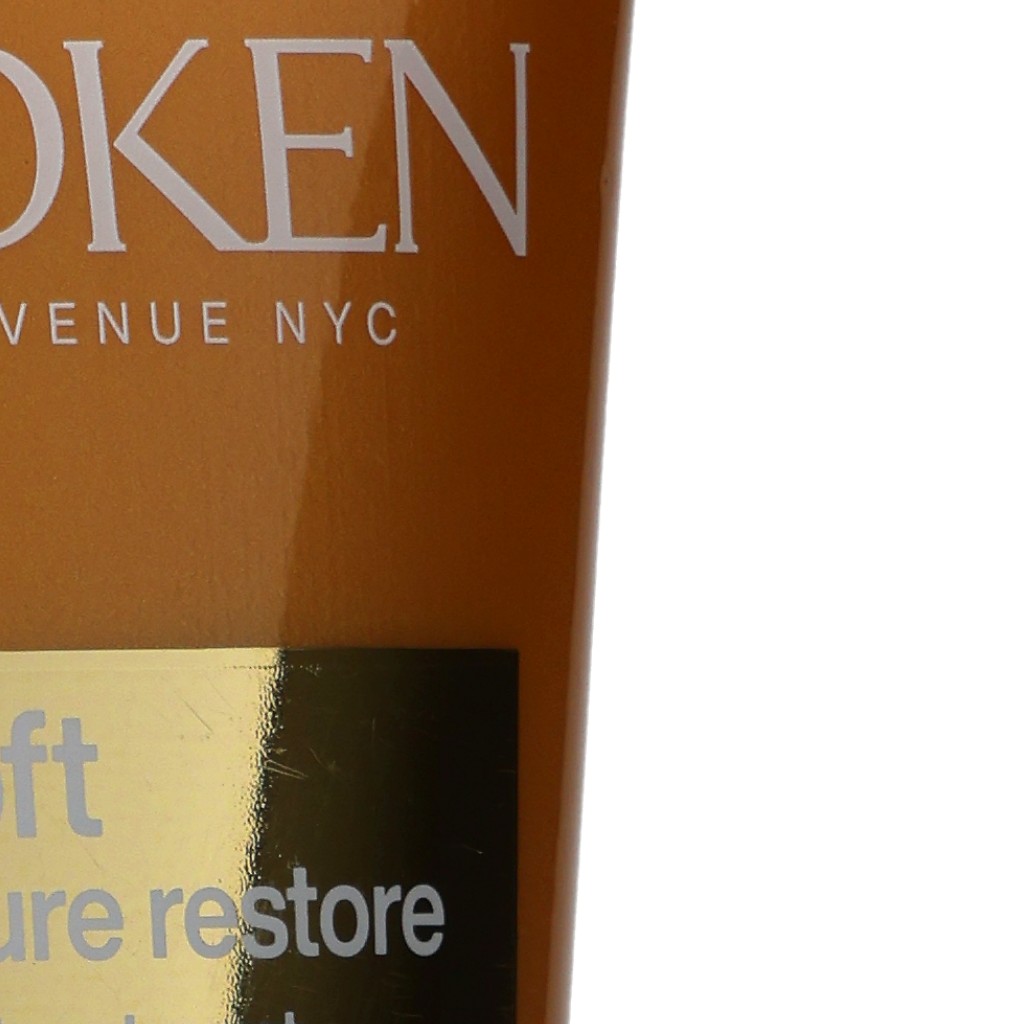 OKEN
VENUE NYC
ft
ure restore